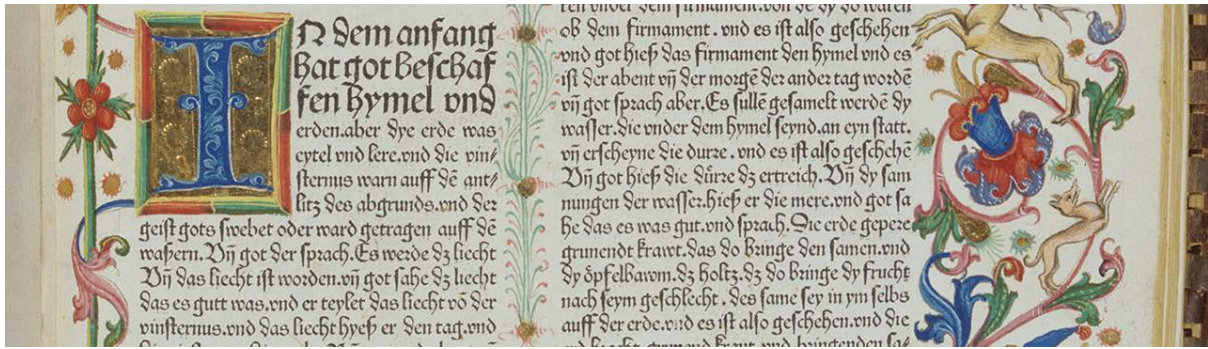 IN dem anfang
hat got beschaf
fen hymel vnd
erden.aber dye erde was
eytel vnd lere.vnd die vin/
sternus warn auff dē ant/
litz des abgrunds.vnd der
geist gots swebet oder ward getragen auff dē
wassern.Vn̄ got der sprach.Es werde dz liecht
Vn̄ das liecht ist worden.vn̄ got sahe dz liecht
das es gutt was.vnd er teylet das liecht vō der
vinsternus.vnd das liecht hyeß er den tag.vnd
ob dem firmament. vnd es ist also geschehen
vnd got hieß das firmament den hymel vnd es
ist der abent vn̄ der morgē der ander tag wordē
vn̄ got sprach aber.Es süllē gesamelt werdē dy
wasser.die vnder dem hymel seynd.an eyn statt.
vn̄ erscheyne die durre. vnd es ist also geschehē
Vn̄ got hieß die dürre dz ertreich. Vn̄ dy sam
nungen der wasser.hieß er die mere.vnd got sa
he das es was gut.vnd sprach. Die erde gepere
grunendt krawt.das do bringe den samen.vnd
dy öpfelbawm.dz holtz.dz do bringe dy frucht
nach seym geschlecht. des same sey in ym selbs
auff der erde.vnd es ist also geschehen.vnd die